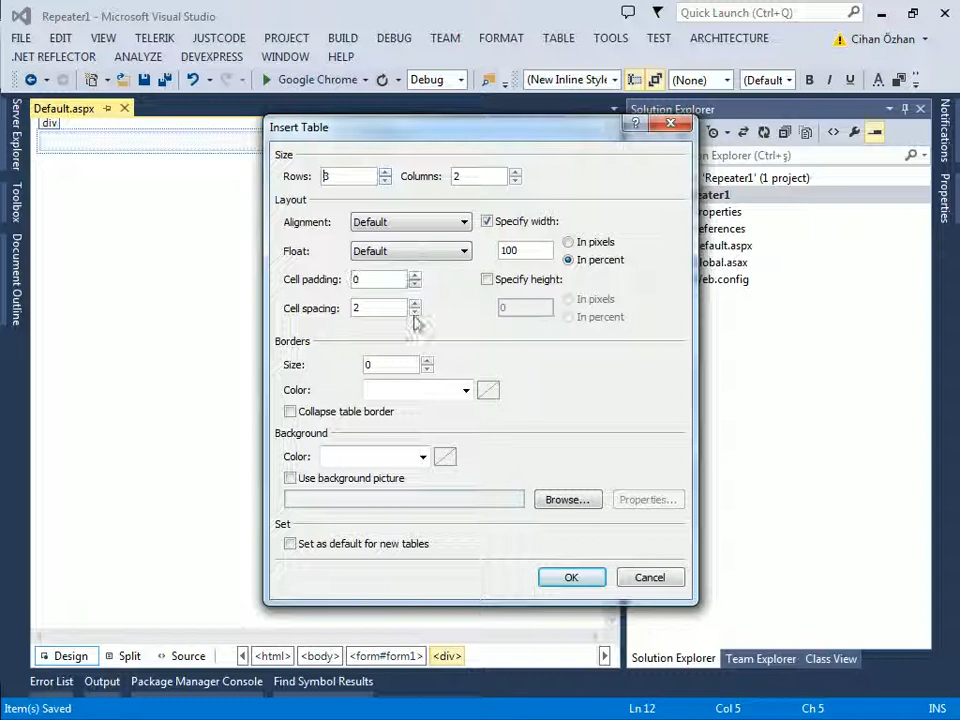 Repeater1 - Microsoft Visual Studio
Quick Launch (Ctrl+Q)
FILE EDIT VIEW TELERIK JUSTCODE PROJECT BUILD DEBUG TEAM FORMAT TABLE TOOLS TEST ARCHITECTURE
Cihan Özhan
.NET REFLECTOR ANALYZE DEVEXPRESS WINDOW HELP
Google Chrome Debug (New Inline Style (None) (Default B I U A
Default.aspx
div
Server Explorer
Toolbox
Document Outline
Insert Table
Size
Rows: 3 Columns: 2
Layout
Alignment: Default Specify width:
In pixels
Float: Default 100
In percent
Cell padding: 0 Specify height:
In pixels
Cell spacing: 2 0
In percent
Borders
Size: 0
Color:
Collapse table border
Background
Color:
Use background picture
Browse... Properties...
Set
Set as default for new tables
OK Cancel
Solution Explorer
Search Solution Explorer (Ctrl+ş)
'Repeater1' (1 project)
eater1
operties
eferences
efault.aspx
lobal.asax
eb.config
Notifications
Properties
Design Split Source <html> <body> <form#form1> <div>
Solution Explorer Team Explorer Class View
Error List Output Package Manager Console Find Symbol Results
Item(s) Saved Ln 12 Col 5 Ch 5 INS